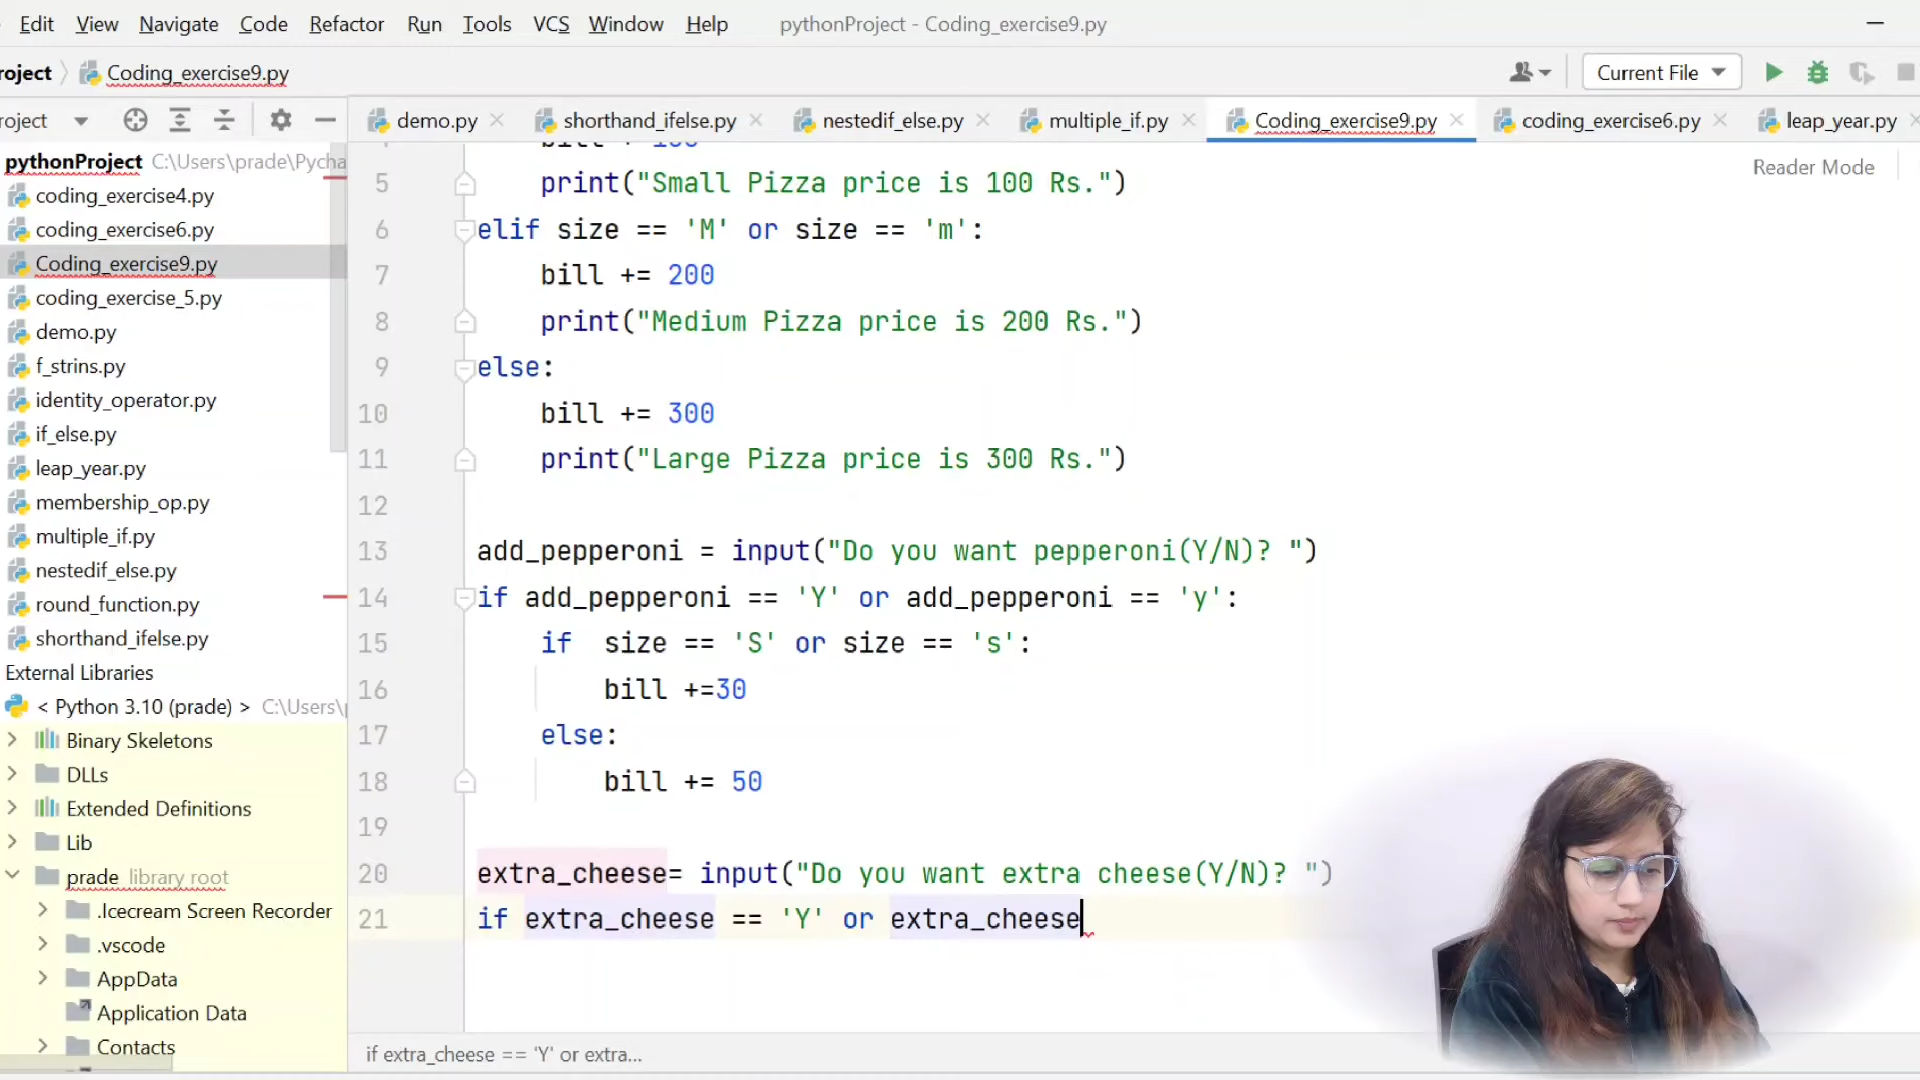 Edit View Navigate Code Refactor Run Tools VCS Window Help pythonProject - Coding_exercise9.py
roject Coding_exercise9.py Current File
roject demo.py shorthand_ifelse.py nestedif_else.py multiple_if.py Coding_exercise9.py coding_exercise6.py leap_year.py
Reader Mode
pythonProject C:\Users\prade\Pycha
coding_exercise4.py
coding_exercise6.py
Coding_exercise9.py
coding_exercise_5.py
demo.py
f_strins.py
identity_operator.py
if_else.py
leap_year.py
membership_op.py
multiple_if.py
nestedif_else.py
round_function.py
shorthand_ifelse.py
External Libraries
< Python 3.10 (prade) > C:\Users\
Binary Skeletons
DLLs
Extended Definitions
Lib
prade library root
.Icecream Screen Recorder
.vscode
AppData
Application Data
Contacts
5 print("Small Pizza price is 100 Rs.")
6 elif size == 'M' or size == 'm':
7 bill += 200
8 print("Medium Pizza price is 200 Rs.")
9 else:
10 bill += 300
11 print("Large Pizza price is 300 Rs.")
12
13 add_pepperoni = input("Do you want pepperoni(Y/N)? ")
14 if add_pepperoni == 'Y' or add_pepperoni == 'y':
15 if  size == 'S' or size == 's':
16 bill +=30
17 else:
18 bill += 50
19
20 extra_cheese= input("Do you want extra cheese(Y/N)? ")
21 if extra_cheese == 'Y' or extra_cheese
if extra_cheese == 'Y' or extra...